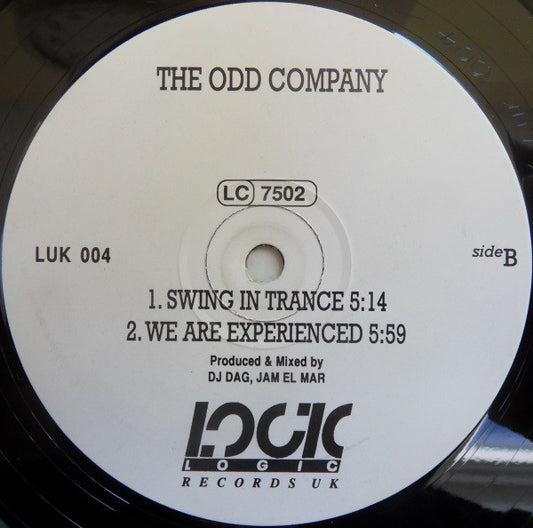 THE ODD COMPANY
LC 7502
LUK 004
side B
1. SWING IN TRANCE 5:14
2. WE ARE EXPERIENCED 5:59
Produced & Mixed by
DJ DAG, JAM EL MAR
LOGIC
LOGIC
RECORDS UK